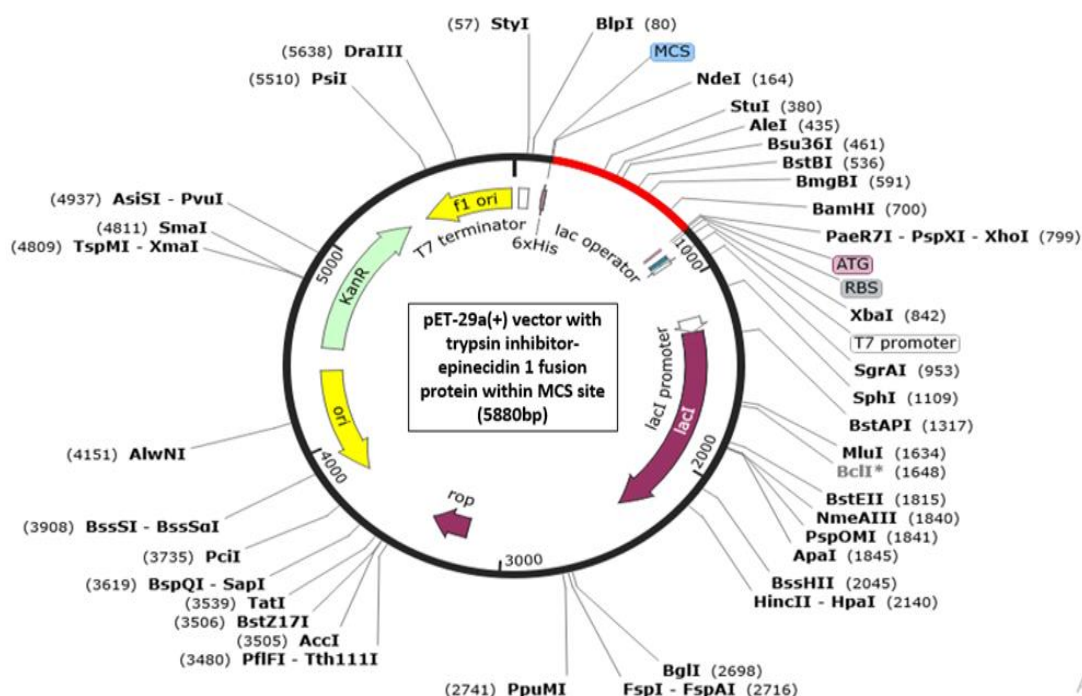 (57) StyI
BlpI (80)
MCS
(5638) DraIII
(5510) PsiI
NdeI (164)
StuI (380)
AleI (435)
Bsu36I (461)
BstBI (536)
BmgBI (591)
BamHI (700)
PaeR7I - PspXI - XhoI (799)
ATG
RBS
XbaI (842)
T7 promoter
SgrAI (953)
SphI (1109)
BstAPI (1317)
MluI (1634)
BclI* (1648)
BstEII (1815)
NmeAIII (1840)
PspOMI (1841)
ApaI (1845)
BssHII (2045)
HincII - HpaI (2140)
BglI (2698)
FspI - FspAI (2716)
(2741) PpuMI
(3480) PflFI - Tth111I
(3505) AccI
(3506) BstZ17I
(3539) TatI
(3619) BspQI - SapI
(3735) PciI
(3908) BssSI - BssSαI
(4151) AlwNI
(4809) TspMI - XmaI
(4811) SmaI
(4937) AsiSI - PvuI
f1 ori
T7 terminator
6xHis
lac operator
KanR
ori
rop
lacI promoter
lacI
1000
2000
3000
4000
5000
pET-29a(+) vector with
trypsin inhibitor-
epinecidin 1 fusion
protein within MCS site
(5880bp)